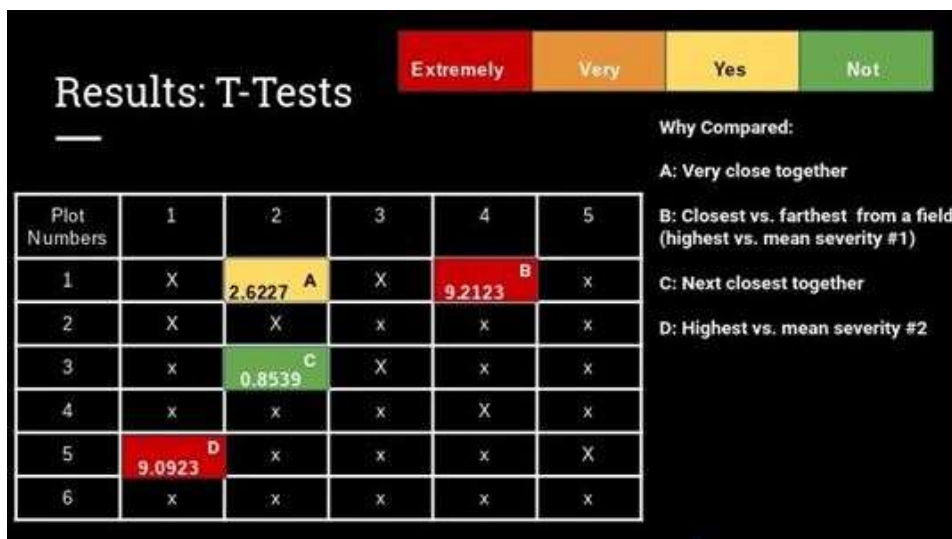 Results: T-Tests
Extremely Very Yes Not
Why Compared:
A: Very close together
B: Closest vs. farthest from a field
(highest vs. mean severity #1)
C: Next closest together
D: Highest vs. mean severity #2
Plot
Numbers 1 2 3 4 5
1 X 2.6227 A X 9.2123 B x
2 X X x x x
3 x 0.8539 C X x x
4 x x x X x
5 9.0923 D x x x X
6 x x x x x